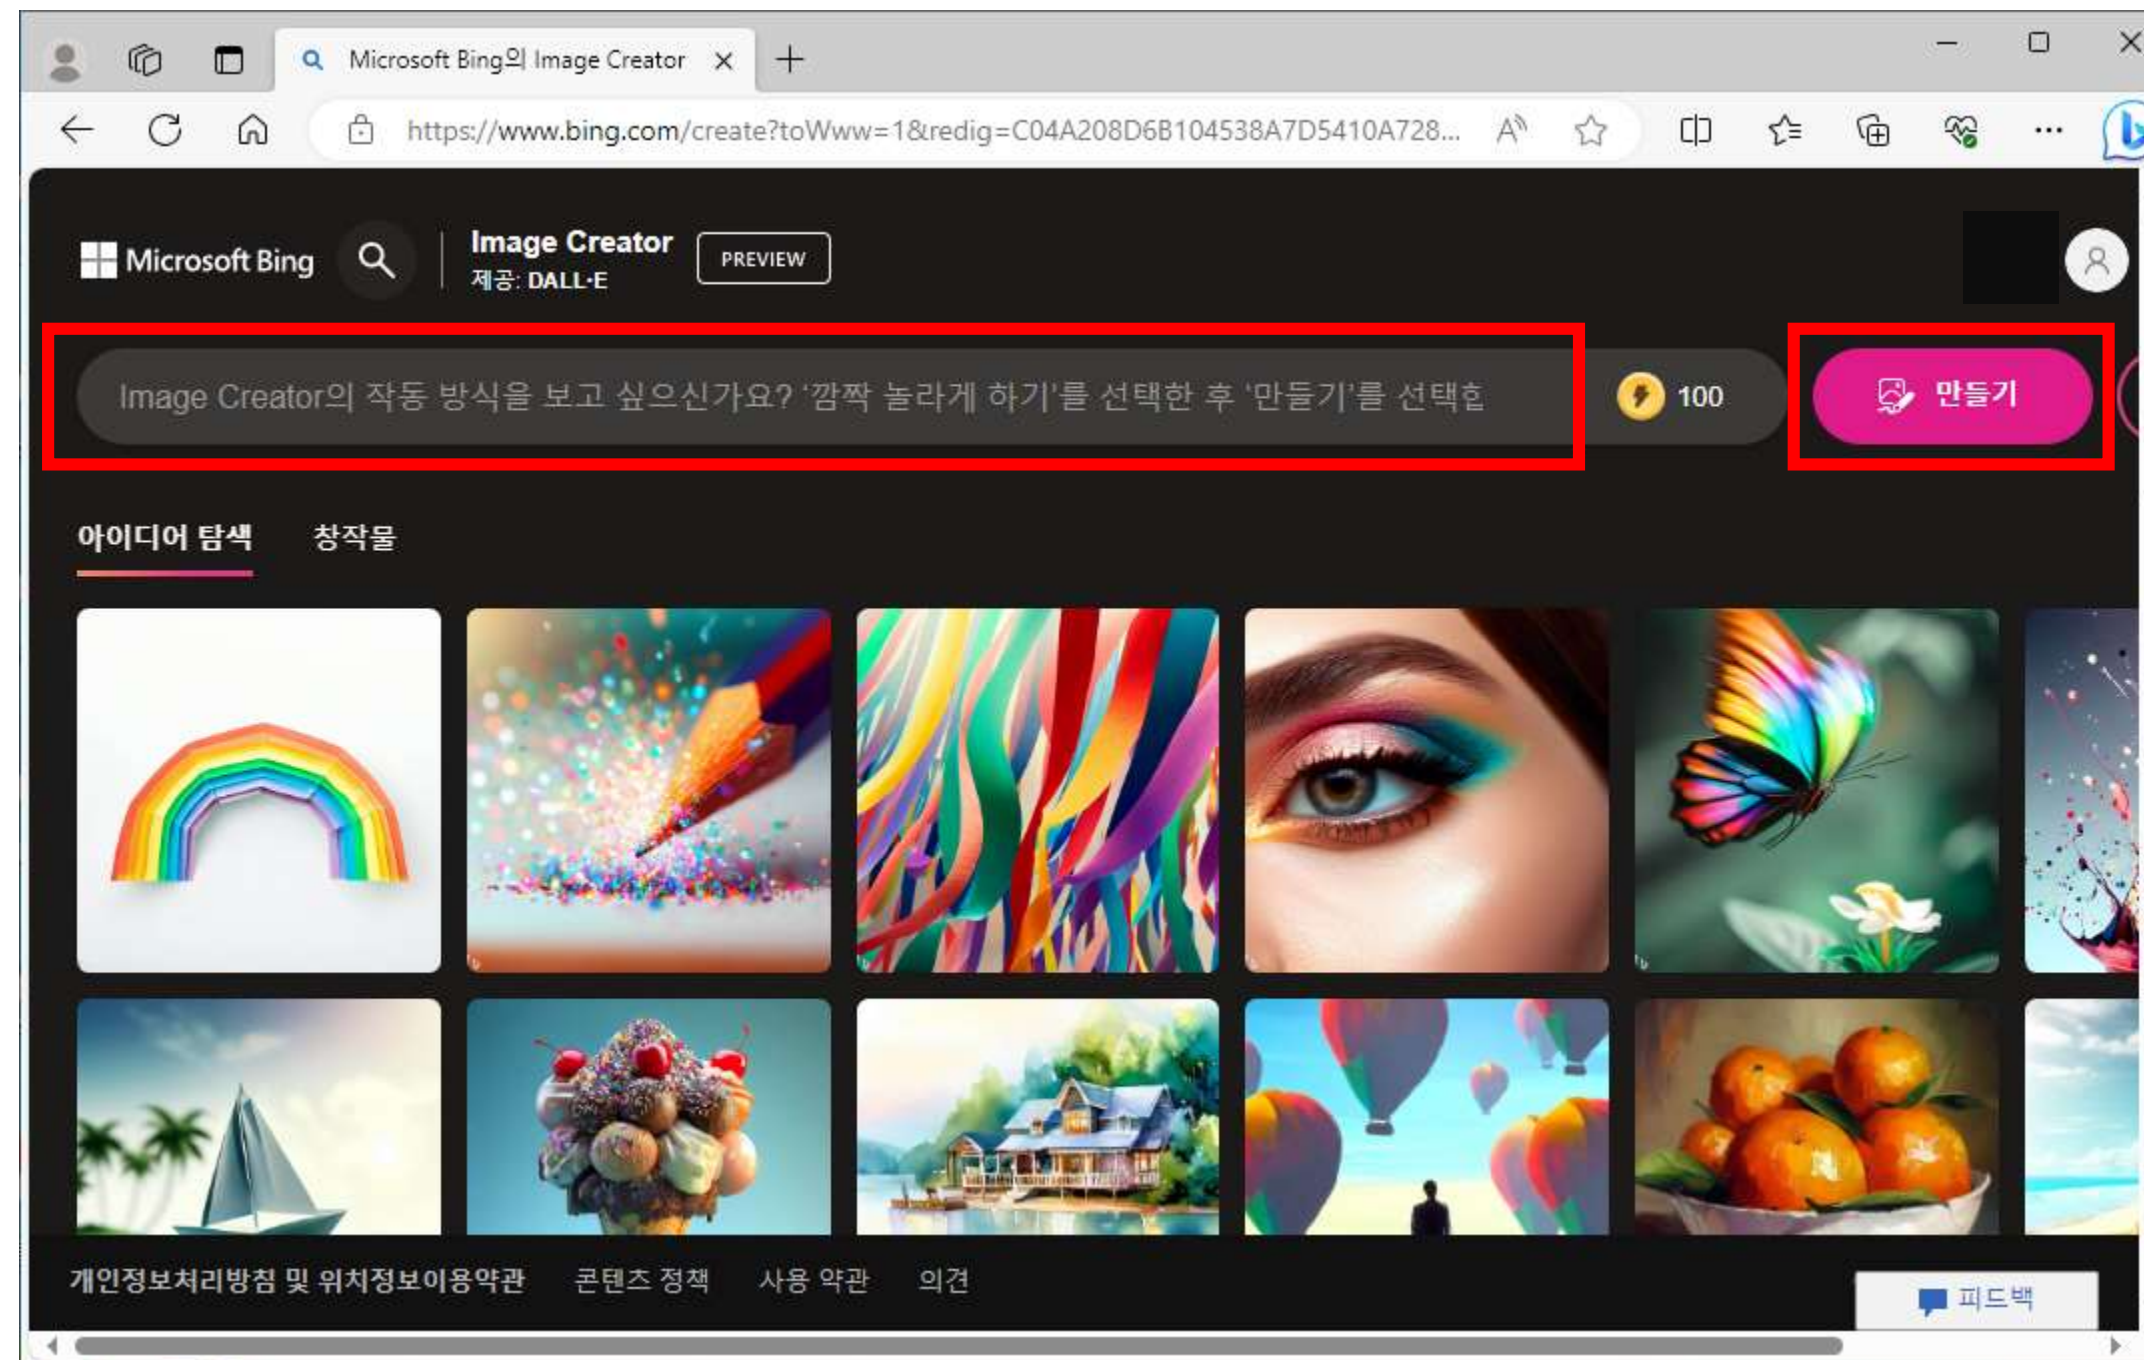 Microsoft Bing의 Image Creator
https://www.bing.com/create?toWww=1&redig=C04A208D6B104538A7D5410A728...
Microsoft Bing
Image Creator
제공: DALL·E
PREVIEW
Image Creator의 작동 방식을 보고 싶으신가요? ‘깜짝 놀라게 하기’를 선택한 후 ‘만들기’를
100
만들기
아이디어 탐색 창작물
개인정보처리방침 및 위치정보이용약관 콘텐츠 정책 사용 약관 의견
피드백